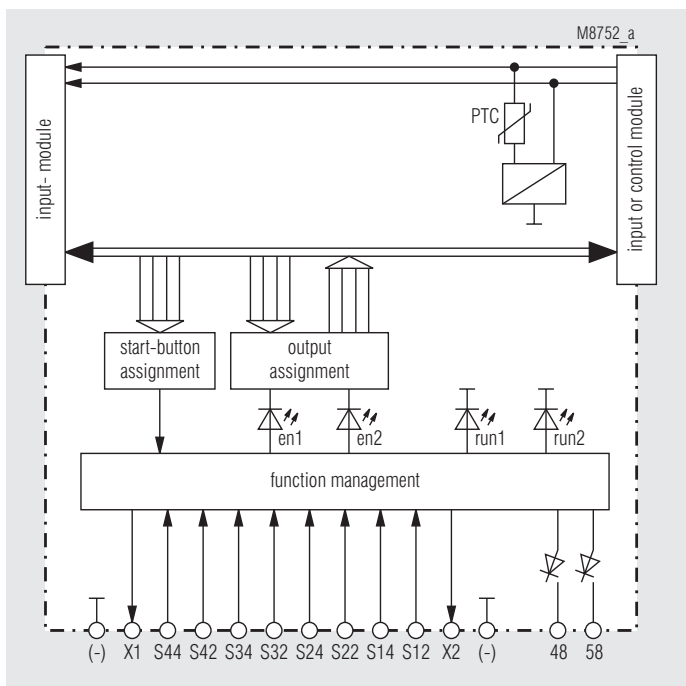 M8752_a
input- module
PTC
input or control module
start-button
assignment
output
assignment
en1
en2
run1
run2
function management
(-) X1 S44 S42 S34 S32 S24 S22 S14 S12 X2 (-) 48 58